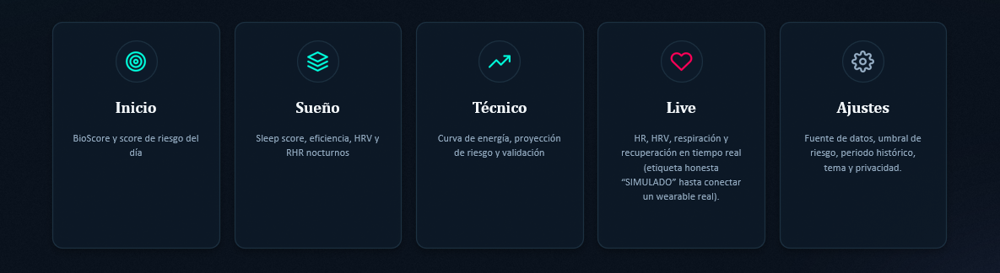 Inicio
BioScore y score de riesgo del
día
Sueño
Sleep score, eficiencia, HRV y
RHR nocturnos
Técnico
Curva de energía, proyección
de riesgo y validación
Live
HR, HRV, respiración y
recuperación en tiempo real
(etiqueta honesta
“SIMULADO” hasta conectar
un wearable real).
Ajustes
Fuente de datos, umbral de
riesgo, periodo histórico,
tema y privacidad.